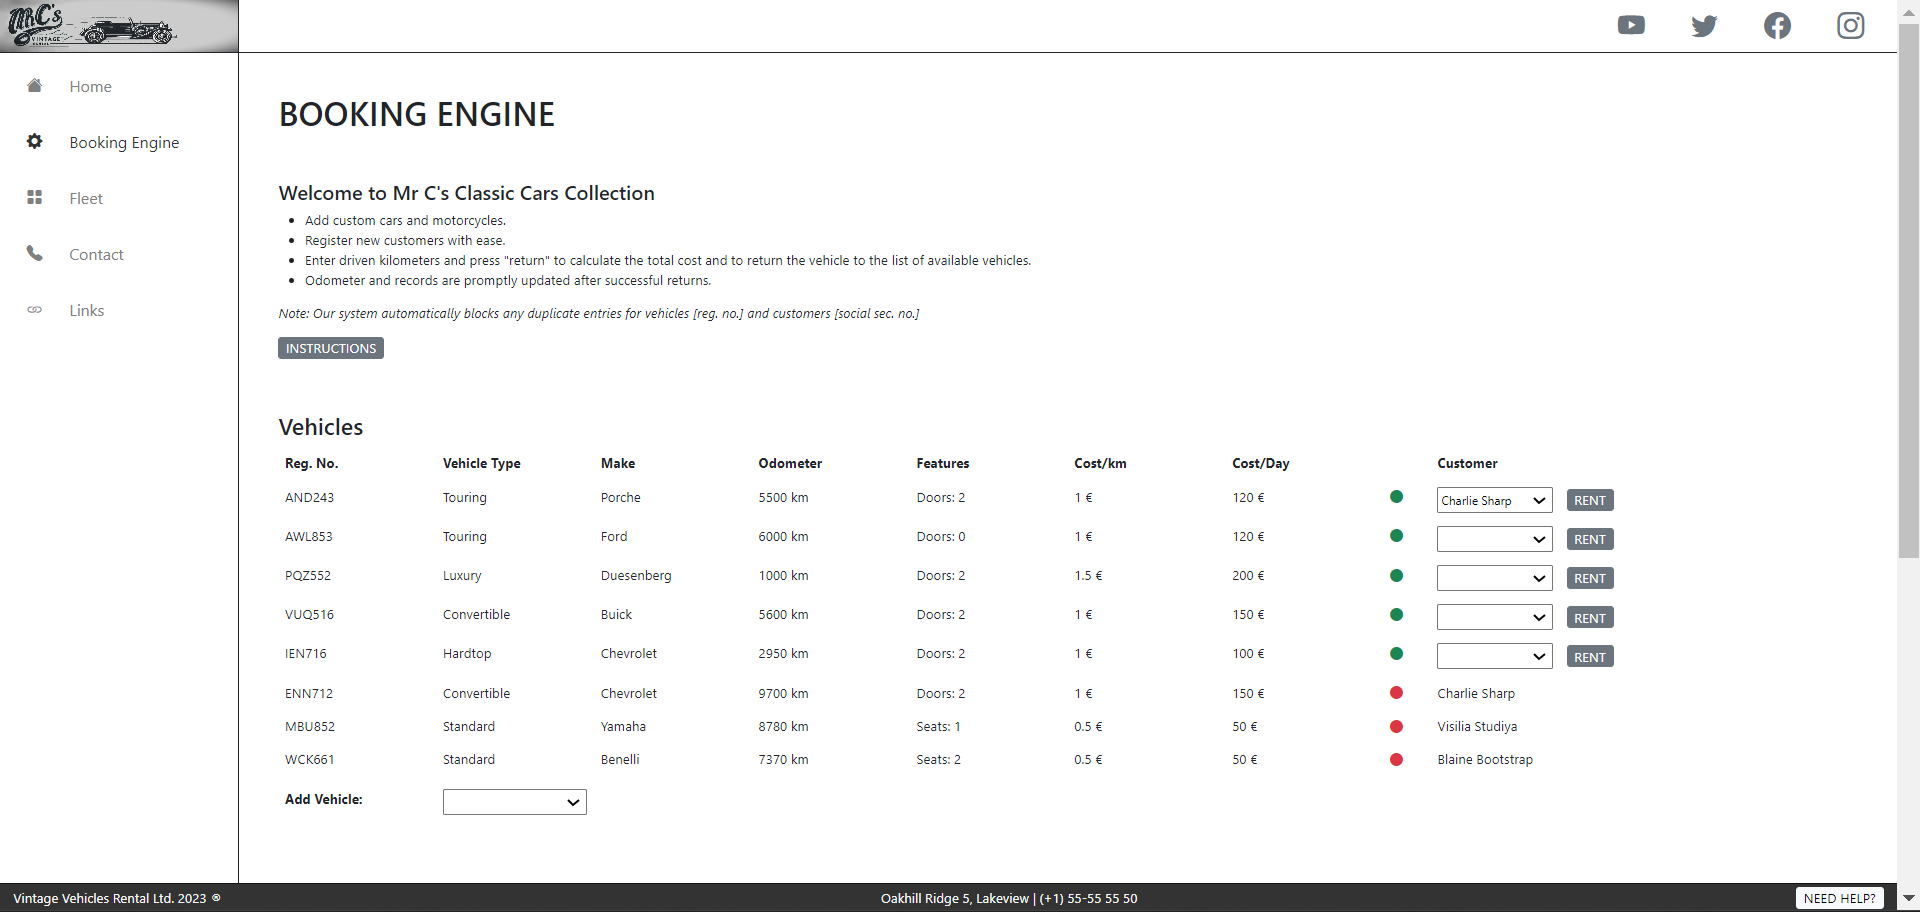 Mr C's
VINTAGE
RENTAL
Home
Booking Engine
Fleet
Contact
Links
BOOKING ENGINE
Welcome to Mr C's Classic Cars Collection
Add custom cars and motorcycles.
Register new customers with ease.
Enter driven kilometers and press "return" to calculate the total cost and to return the vehicle to the list of available vehicles.
Odometer and records are promptly updated after successful returns.
Note: Our system automatically blocks any duplicate entries for vehicles [reg. no.] and customers [social sec. no.]
INSTRUCTIONS
Vehicles
Reg. No. Vehicle Type Make Odometer Features Cost/km Cost/Day Customer
AND243 Touring Porche 5500 km Doors: 2 1 € 120 € Charlie Sharp RENT
AWL853 Touring Ford 6000 km Doors: 0 1 € 120 € RENT
PQZ552 Luxury Duesenberg 1000 km Doors: 2 1.5 € 200 € RENT
VUQ516 Convertible Buick 5600 km Doors: 2 1 € 150 € RENT
IEN716 Hardtop Chevrolet 2950 km Doors: 2 1 € 100 € RENT
ENN712 Convertible Chevrolet 9700 km Doors: 2 1 € 150 € Charlie Sharp
MBU852 Standard Yamaha 8780 km Seats: 1 0.5 € 50 € Visilia Studiya
WCK661 Standard Benelli 7370 km Seats: 2 0.5 € 50 € Blaine Bootstrap
Add Vehicle:
Vintage Vehicles Rental Ltd. 2023 ® Oakhill Ridge 5, Lakeview | (+1) 55-55 55 50 NEED HELP?